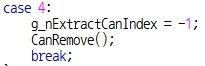 case 4:
g_nExtractCanIndex = -1;
CanRemove();
break;